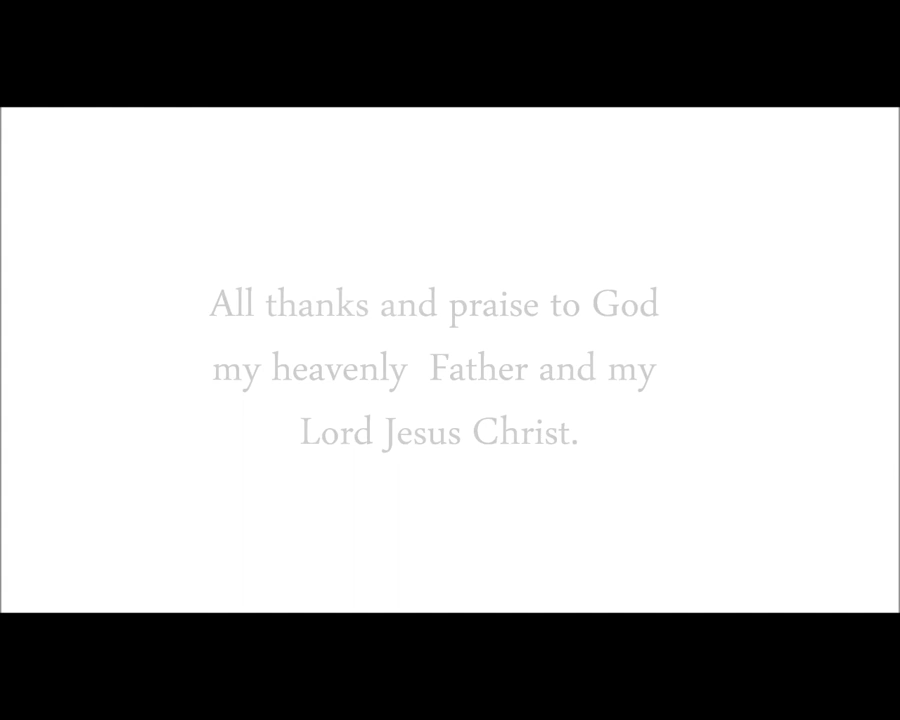 All thanks and praise to God
my heavenly  Father and my
Lord Jesus Christ.